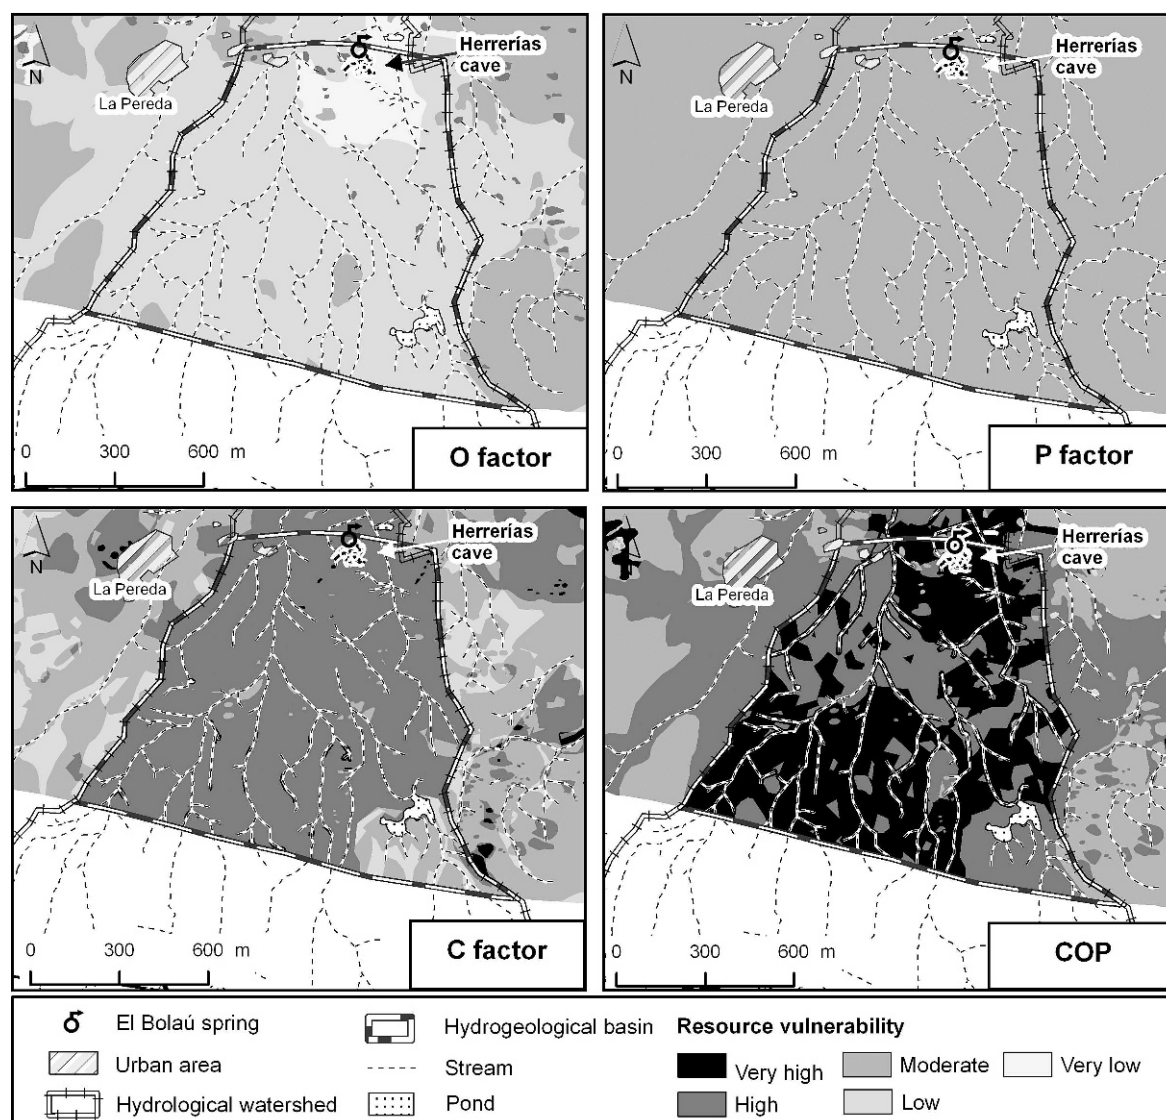 Herrerías
cave
N
La Pereda
0 300 600 m
O factor
Herrerías
cave
N
La Pereda
0 300 600 m
P factor
Herrerías
cave
N
La Pereda
0 300 600 m
C factor
Herrerías
cave
N
La Pereda
0 300 600 m
COP
El Bolaú spring
Urban area
Hydrological watershed
Hydrogeological basin
Stream
Pond
Resource vulnerability
Very high
High
Moderate
Low
Very low